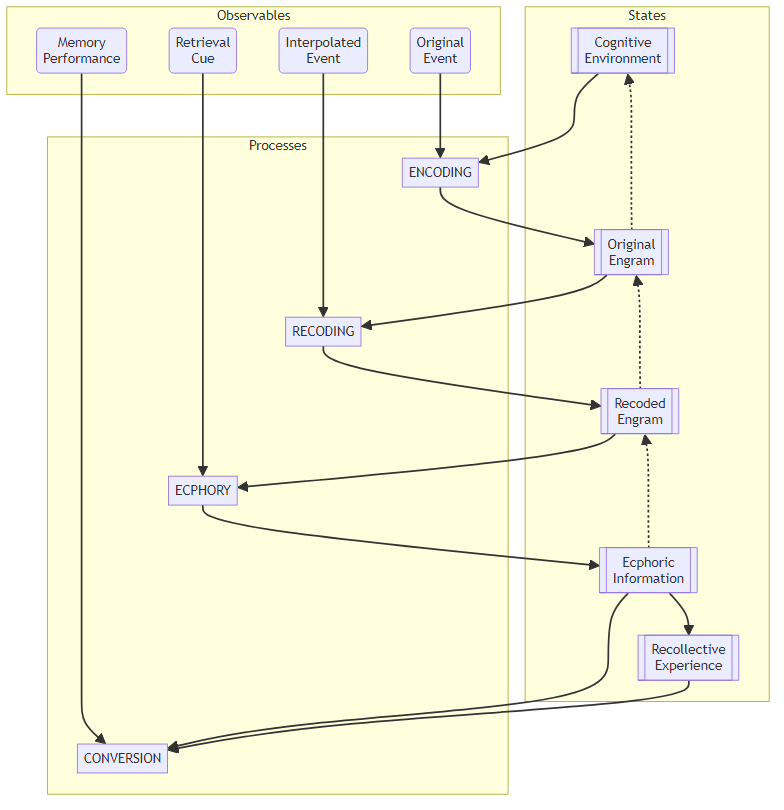 Observables
States
Memory
Performance
Retrieval
Cue
Interpolated
Event
Original
Event
Cognitive
Environment
Processes
ENCODING
Original
Engram
RECODING
Recoded
Engram
ECPHORY
Ecphoric
Information
Recollective
Experience
CONVERSION